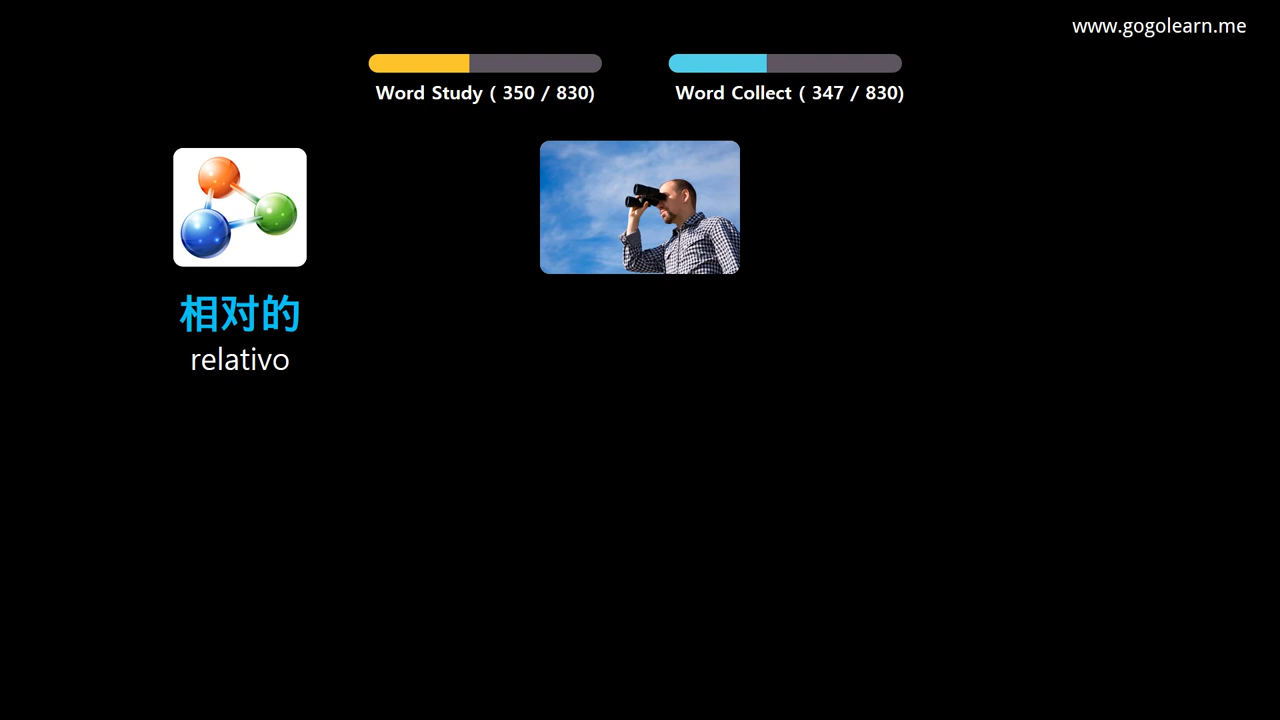 www.gogolearn.me
Word Study ( 350 / 830)
Word Collect ( 347 / 830)
相对的
relativo